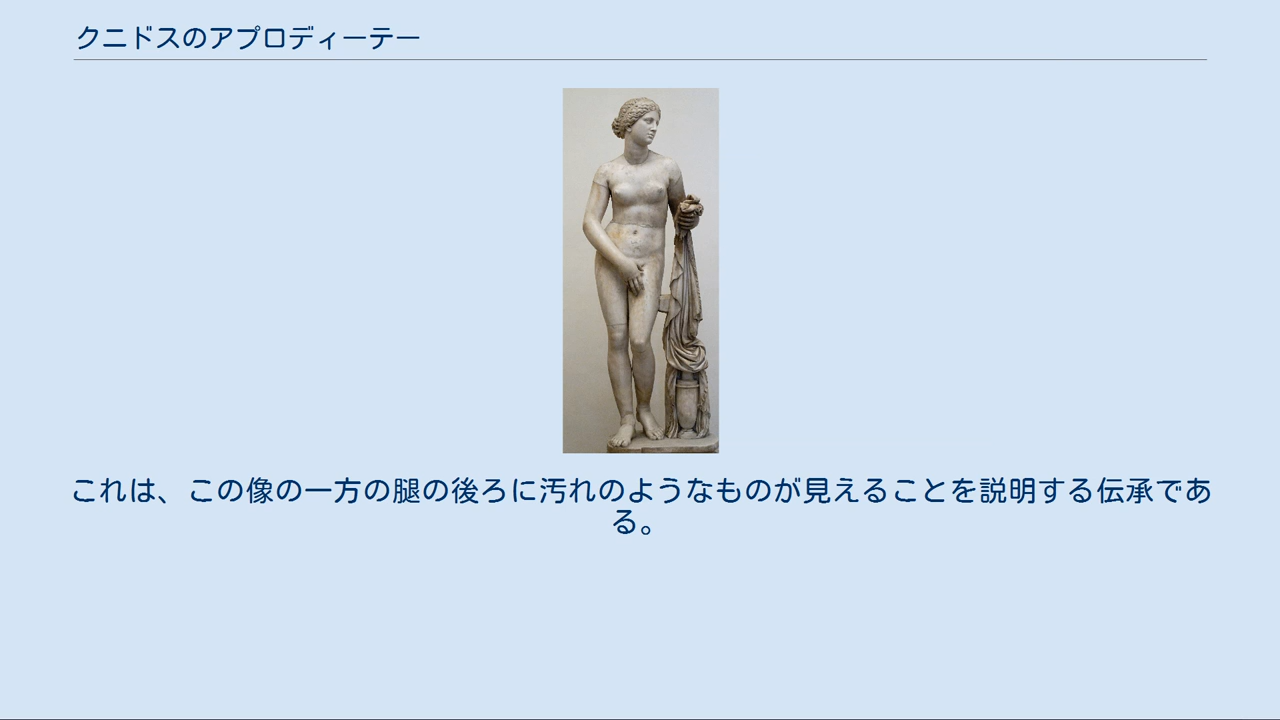 クニドスのアプロディーテー
これは、この像の一方の腿の後ろに汚れのようなものが見えることを説明する伝承であ
る。